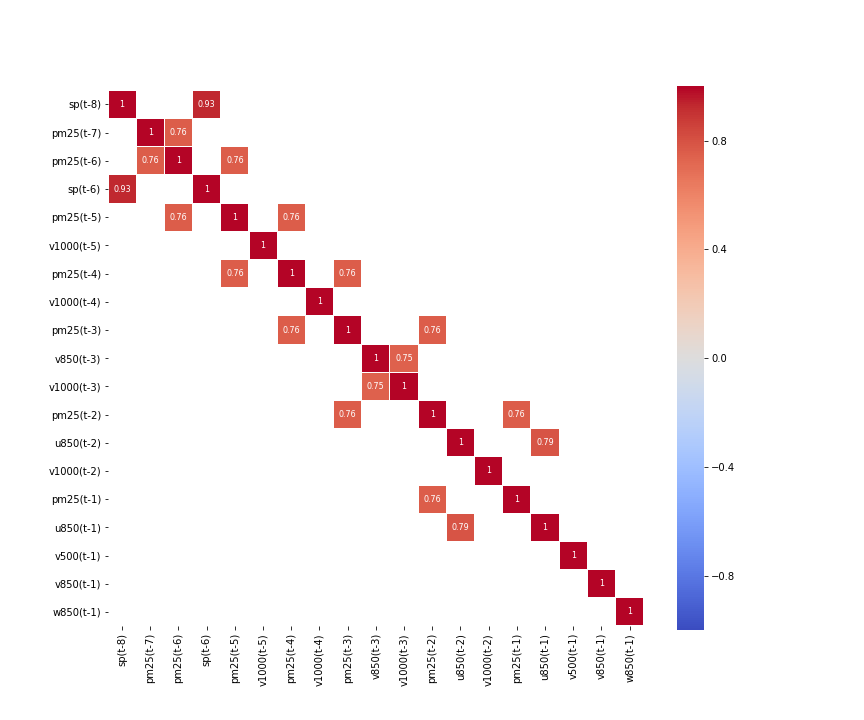 sp(t-8) 1 0.93
pm25(t-7) 1 0.76
pm25(t-6) 0.76 1 0.76
sp(t-6) 0.93 1
pm25(t-5) 0.76 1 0.76
v1000(t-5) 1
pm25(t-4) 0.76 1 0.76
v1000(t-4) 1
pm25(t-3) 0.76 1 0.76
v850(t-3) 1 0.75
v1000(t-3) 0.75 1
pm25(t-2) 0.76 1 0.76
u850(t-2) 1 0.79
v1000(t-2) 1
pm25(t-1) 0.76 1
u850(t-1) 0.79 1
v500(t-1) 1
v850(t-1) 1
w850(t-1) 1
sp(t-8)
pm25(t-7)
pm25(t-6)
sp(t-6)
pm25(t-5)
v1000(t-5)
pm25(t-4)
v1000(t-4)
pm25(t-3)
v850(t-3)
v1000(t-3)
pm25(t-2)
u850(t-2)
v1000(t-2)
pm25(t-1)
u850(t-1)
v500(t-1)
v850(t-1)
w850(t-1)
0.8
0.4
0.0
−0.4
−0.8